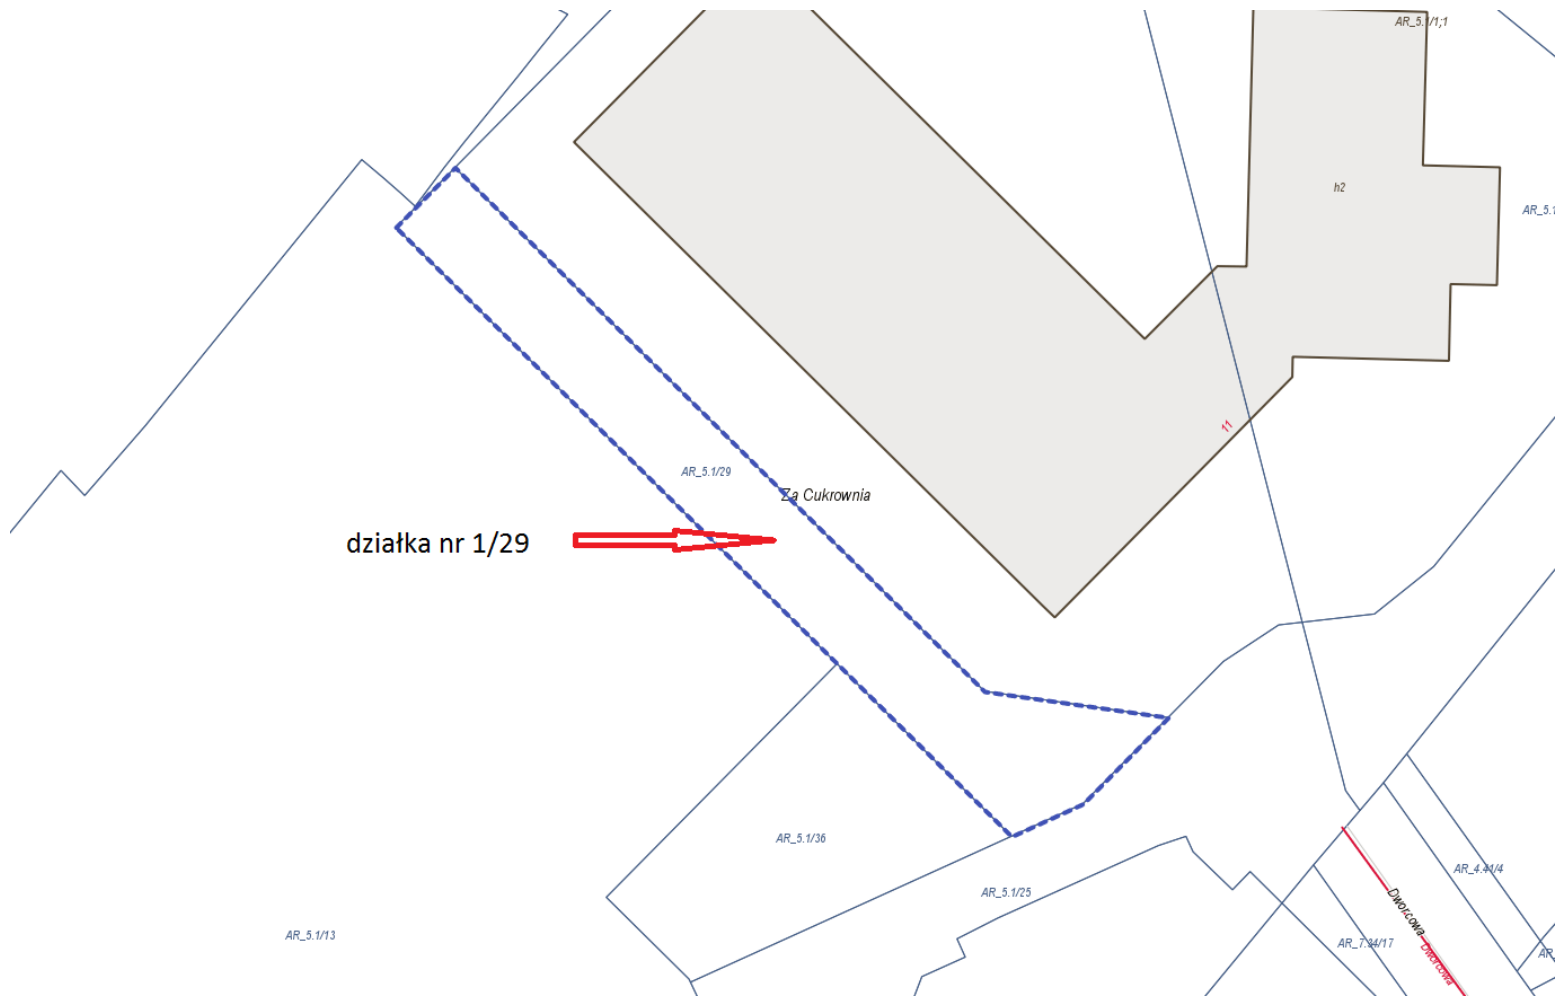 AR_5.1/1;1
h2
AR_5.1
11
AR_5.1/29
Za Cukrownia
działka nr 1/29
AR_5.1/36
AR_5.1/25
AR_4.41/4
Dworcowa
AR_7.34/17
Dworcowa
AR_5.1/13
AR_